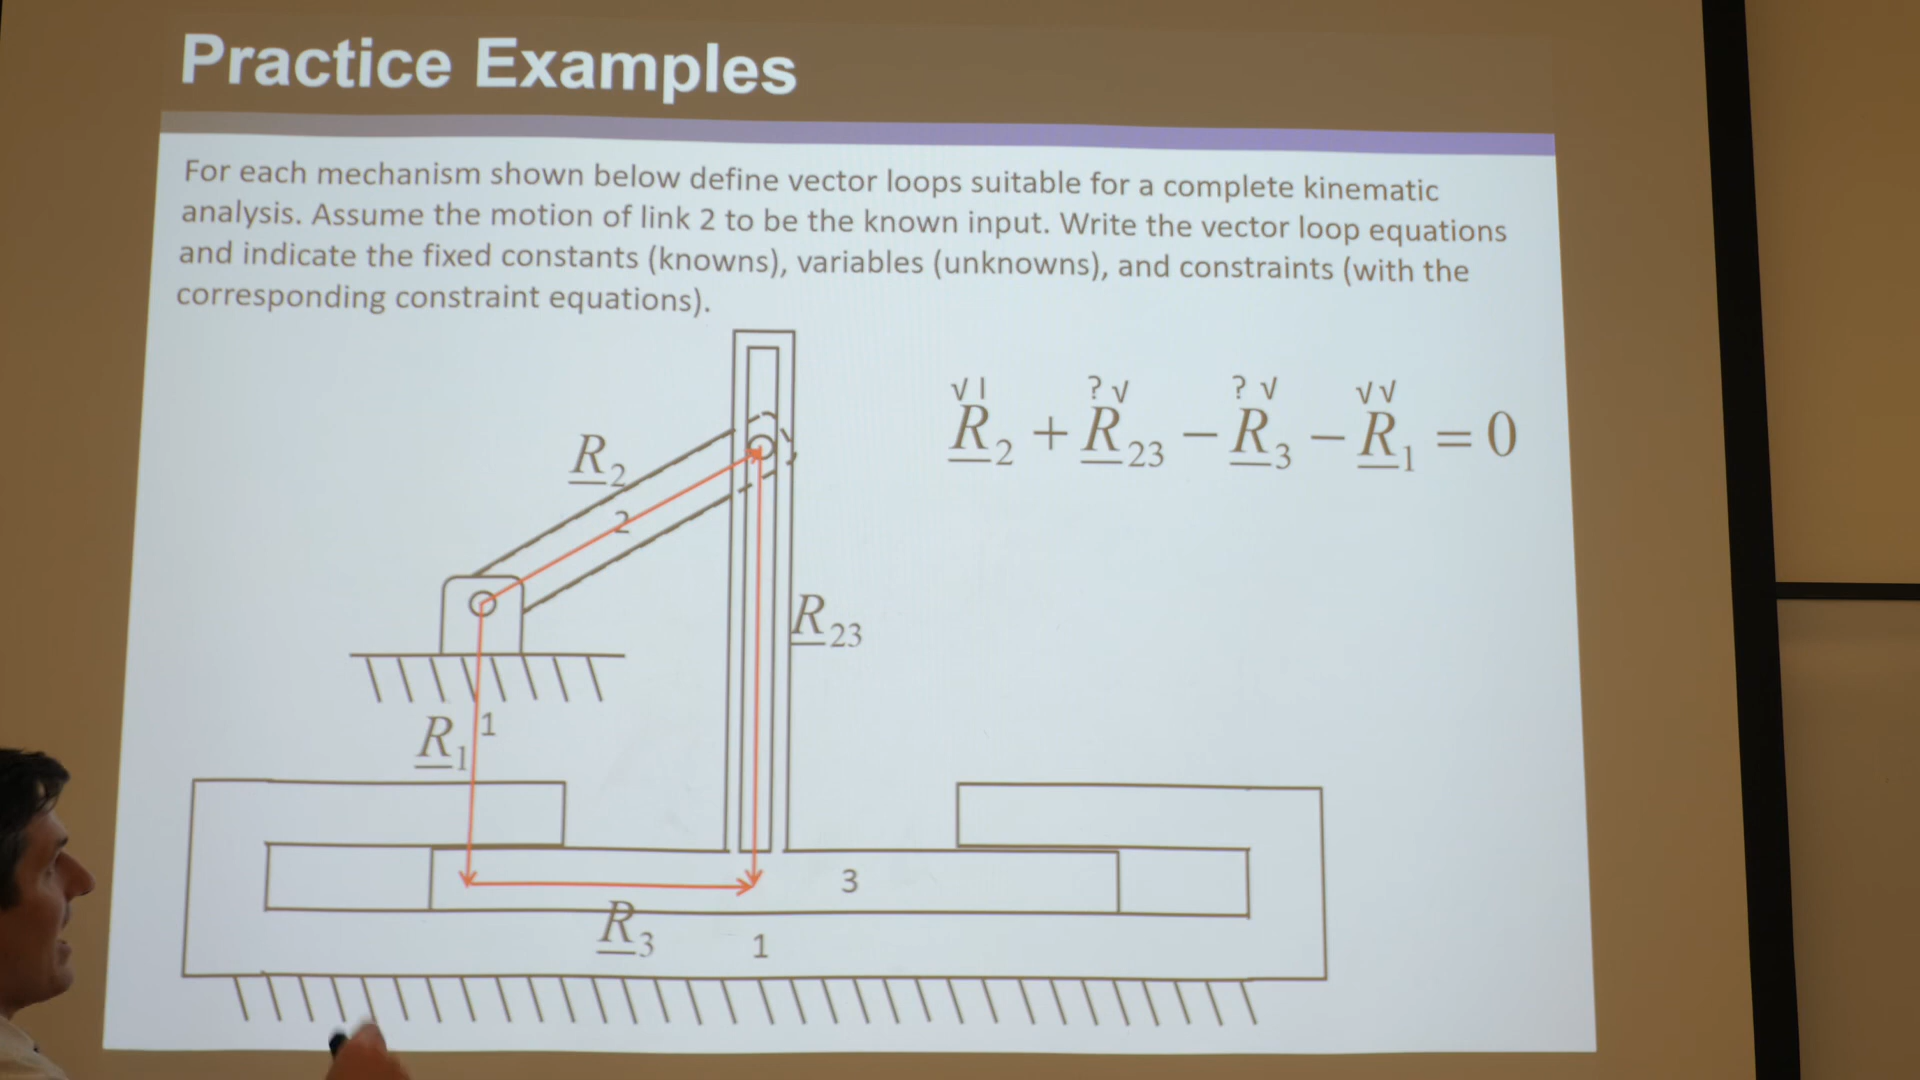 Practice Examples
For each mechanism shown below define vector loops suitable for a complete kinematic
analysis. Assume the motion of link 2 to be the known input. Write the vector loop equations
and indicate the fixed constants (knowns), variables (unknowns), and constraints (with the
corresponding constraint equations).
√ I ? √ ? √ √ √
R₂ + R₂₃ − R₃ − R₁ = 0
R₂
2
R₂₃
R₁
1
3
R₃
1